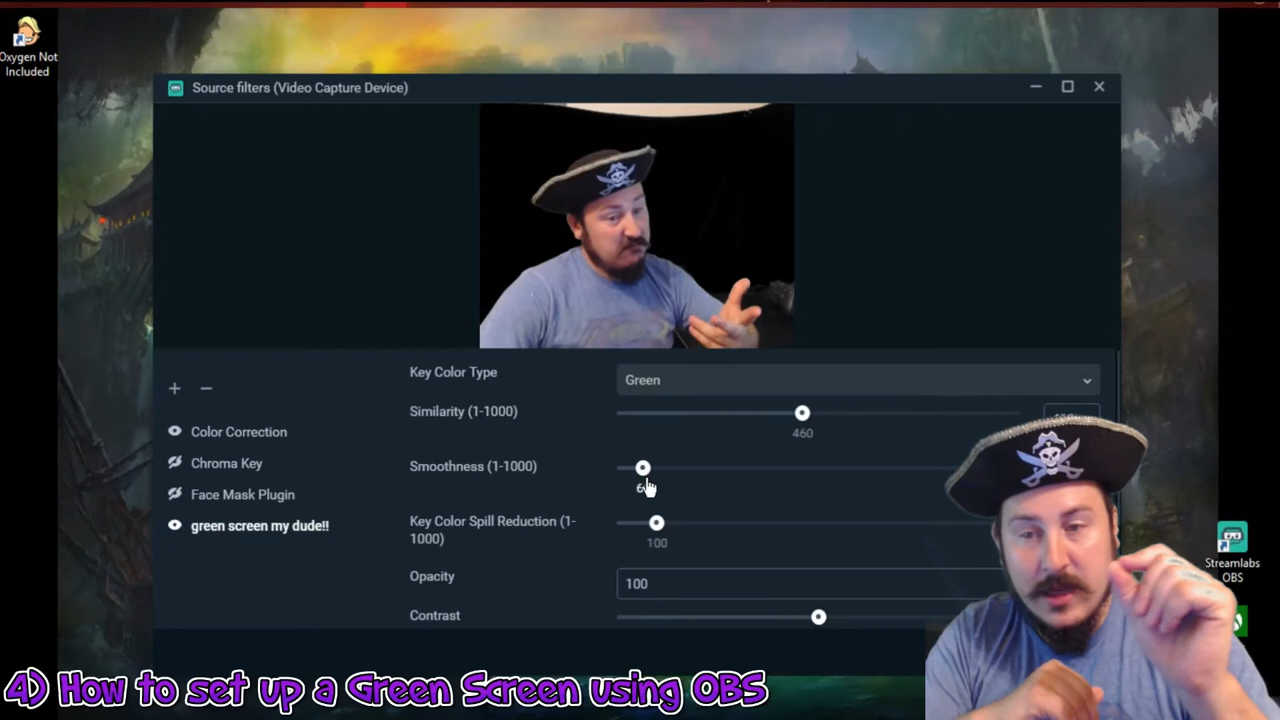 Oxygen Not
Included
Source filters (Video Capture Device)
Key Color Type
Green
Similarity (1-1000)
460
Color Correction
Chroma Key
Smoothness (1-1000)
Face Mask Plugin
green screen my dude!!
Key Color Spill Reduction (1-
1000)
100
Opacity
100
Contrast
Streamlabs
OBS
4) How to set up a Green Screen using OBS